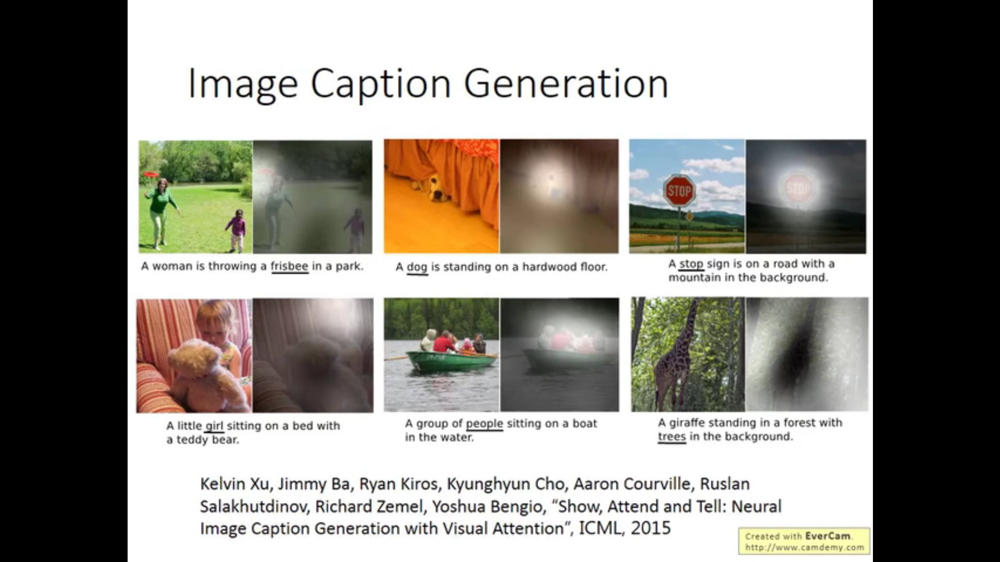 Image Caption Generation
STOP
STOP
A woman is throwing a frisbee in a park.
A dog is standing on a hardwood floor.
A stop sign is on a road with a
mountain in the background.
A little girl sitting on a bed with
a teddy bear.
A group of people sitting on a boat
in the water.
A giraffe standing in a forest with
trees in the background.
Kelvin Xu, Jimmy Ba, Ryan Kiros, Kyunghyun Cho, Aaron Courville, Ruslan
Salakhutdinov, Richard Zemel, Yoshua Bengio, “Show, Attend and Tell: Neural
Image Caption Generation with Visual Attention”, ICML, 2015
Created with EverCam.
http://www.camdemy.com